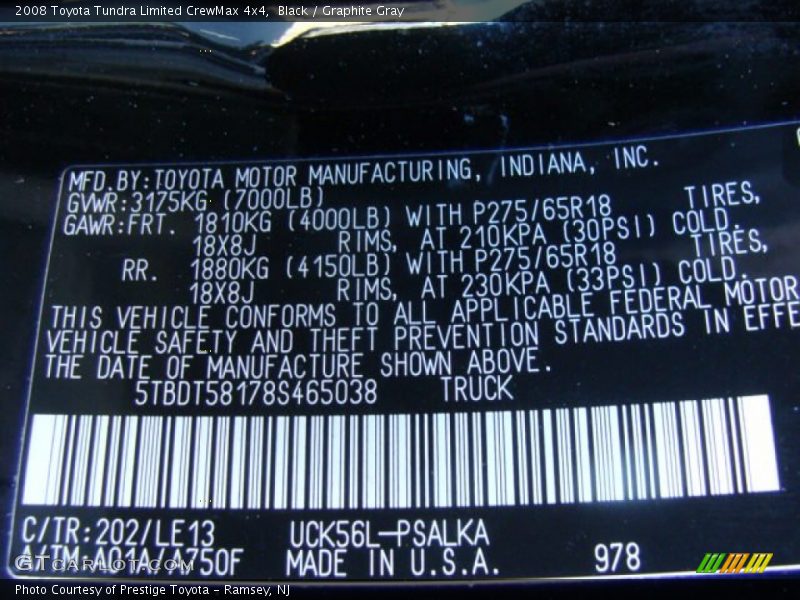 2008 Toyota Tundra Limited CrewMax 4x4, Black / Graphite Gray
MFD.BY:TOYOTA MOTOR MANUFACTURING, INDIANA, INC.
GVWR:3175KG (7000LB)
GAWR:FRT. 1810KG (4000LB) WITH P275/65R18 TIRES,
18X8J RIMS, AT 210KPA (30PSI) COLD.
RR. 1880KG (4150LB) WITH P275/65R18 TIRES,
18X8J RIMS, AT 230KPA (33PSI) COLD.
THIS VEHICLE CONFORMS TO ALL APPLICABLE FEDERAL MOTOR
VEHICLE SAFETY AND THEFT PREVENTION STANDARDS IN EFFE
THE DATE OF MANUFACTURE SHOWN ABOVE.
5TBDT58178S465038 TRUCK
C/TR:202/LE13 UCK56L-PSALKA
A/TM:A01A/A750F MADE IN U.S.A. 978
GTcarlot.com
Photo Courtesy of Prestige Toyota - Ramsey, NJ